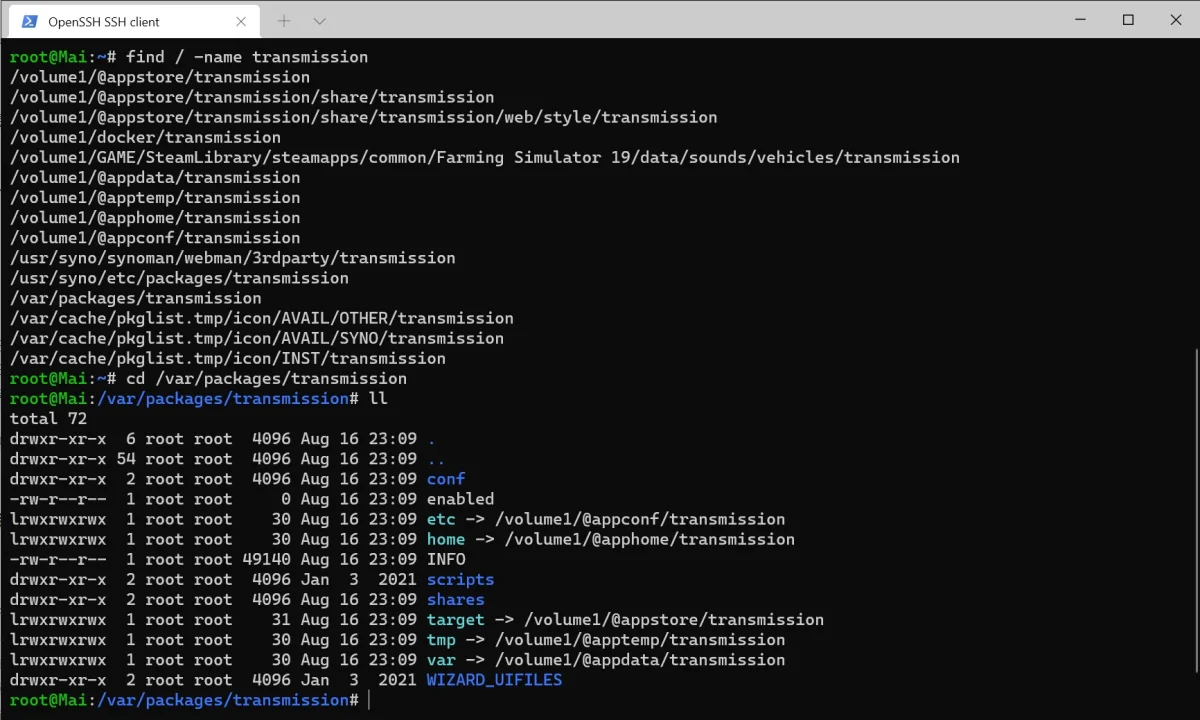 OpenSSH SSH client
root@Mai:~# find / -name transmission
/volume1/@appstore/transmission
/volume1/@appstore/transmission/share/transmission
/volume1/@appstore/transmission/share/transmission/web/style/transmission
/volume1/docker/transmission
/volume1/GAME/SteamLibrary/steamapps/common/Farming Simulator 19/data/sounds/vehicles/transmission
/volume1/@appdata/transmission
/volume1/@apptemp/transmission
/volume1/@apphome/transmission
/volume1/@appconf/transmission
/usr/syno/synoman/webman/3rdparty/transmission
/usr/syno/etc/packages/transmission
/var/packages/transmission
/var/cache/pkglist.tmp/icon/AVAIL/OTHER/transmission
/var/cache/pkglist.tmp/icon/AVAIL/SYNO/transmission
/var/cache/pkglist.tmp/icon/INST/transmission
root@Mai:~# cd /var/packages/transmission
root@Mai:/var/packages/transmission# ll
total 72
drwxr-xr-x  6 root root  4096 Aug 16 23:09 .
drwxr-xr-x 54 root root  4096 Aug 16 23:09 ..
drwxr-xr-x  2 root root  4096 Aug 16 23:09 conf
-rw-r--r--  1 root root     0 Aug 16 23:09 enabled
lrwxrwxrwx  1 root root    30 Aug 16 23:09 etc -> /volume1/@appconf/transmission
lrwxrwxrwx  1 root root    30 Aug 16 23:09 home -> /volume1/@apphome/transmission
-rw-r--r--  1 root root 49140 Aug 16 23:09 INFO
drwxr-xr-x  2 root root  4096 Jan  3  2021 scripts
drwxr-xr-x  2 root root  4096 Aug 16 23:09 shares
lrwxrwxrwx  1 root root    31 Aug 16 23:09 target -> /volume1/@appstore/transmission
lrwxrwxrwx  1 root root    30 Aug 16 23:09 tmp -> /volume1/@apptemp/transmission
lrwxrwxrwx  1 root root    30 Aug 16 23:09 var -> /volume1/@appdata/transmission
drwxr-xr-x  2 root root  4096 Jan  3  2021 WIZARD_UIFILES
root@Mai:/var/packages/transmission#